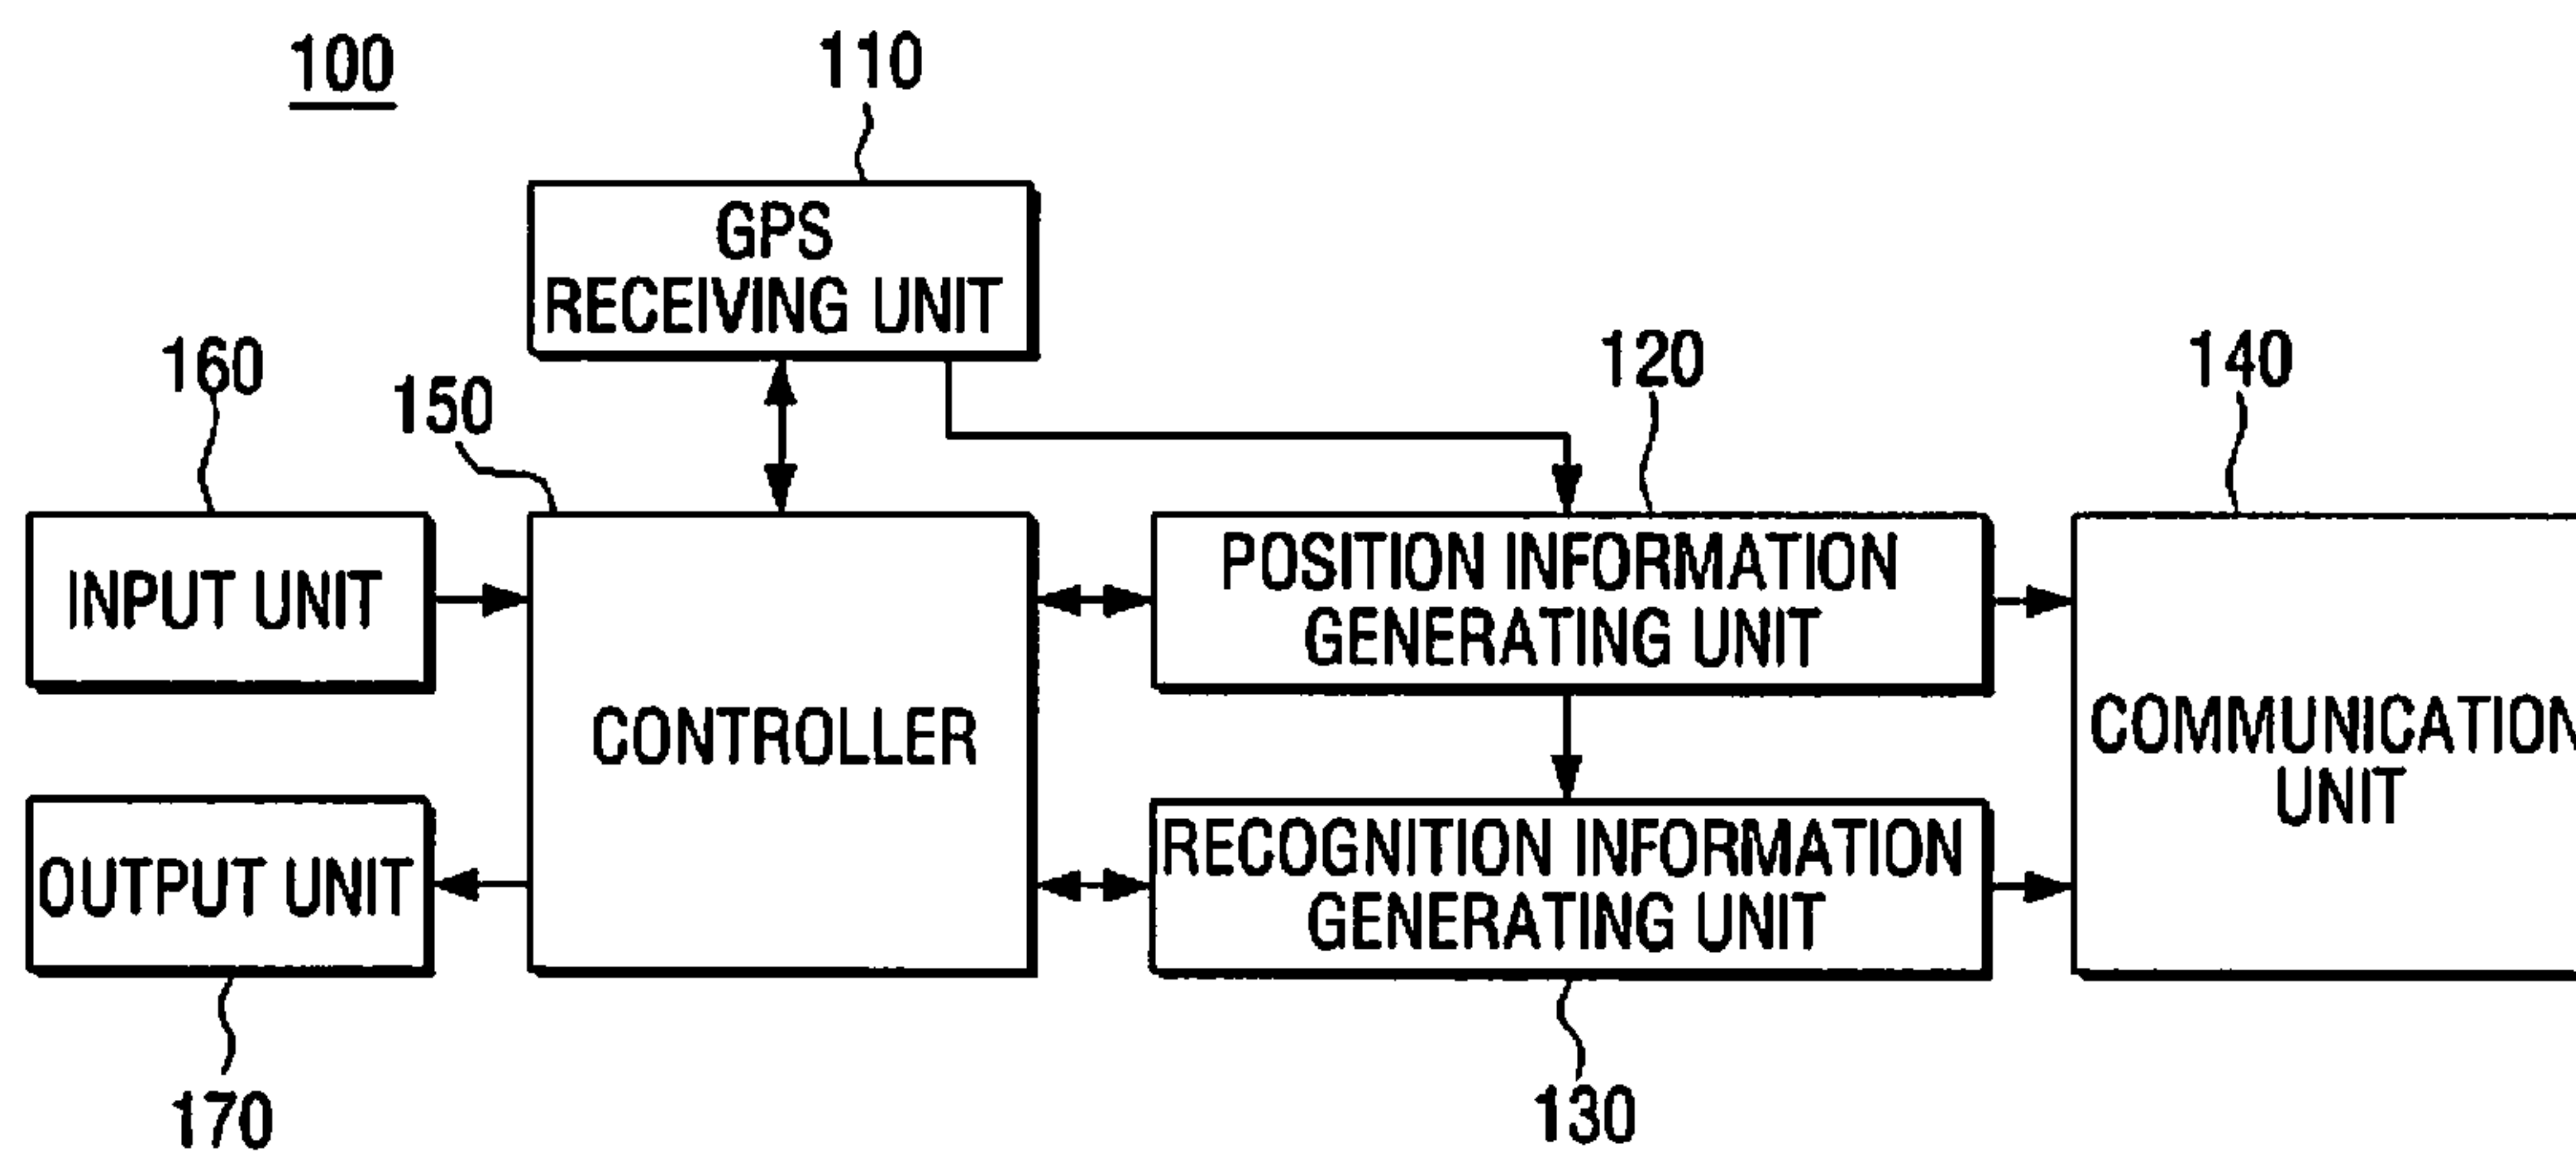 100
110
GPS
RECEIVING UNIT
160
150
120
140
INPUT UNIT
POSITION INFORMATION
GENERATING UNIT
CONTROLLER
COMMUNICATION
UNIT
OUTPUT UNIT
RECOGNITION INFORMATION
GENERATING UNIT
170
130